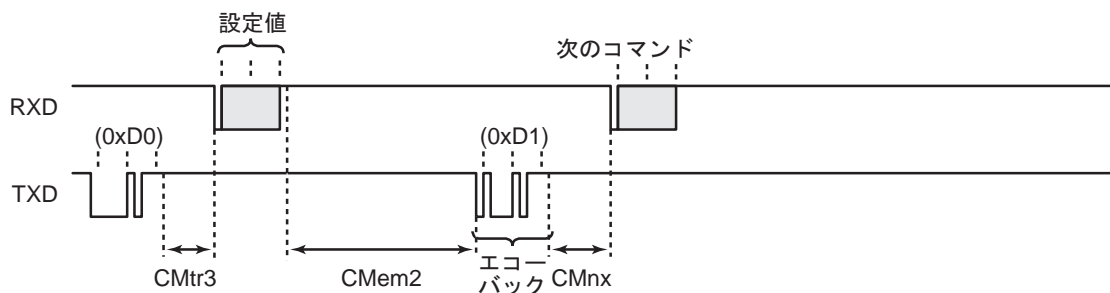 設定値
次のコマンド
RXD
(0xD0)
(0xD1)
TXD
CMtr3
CMem2
エコー
バック
CMnx